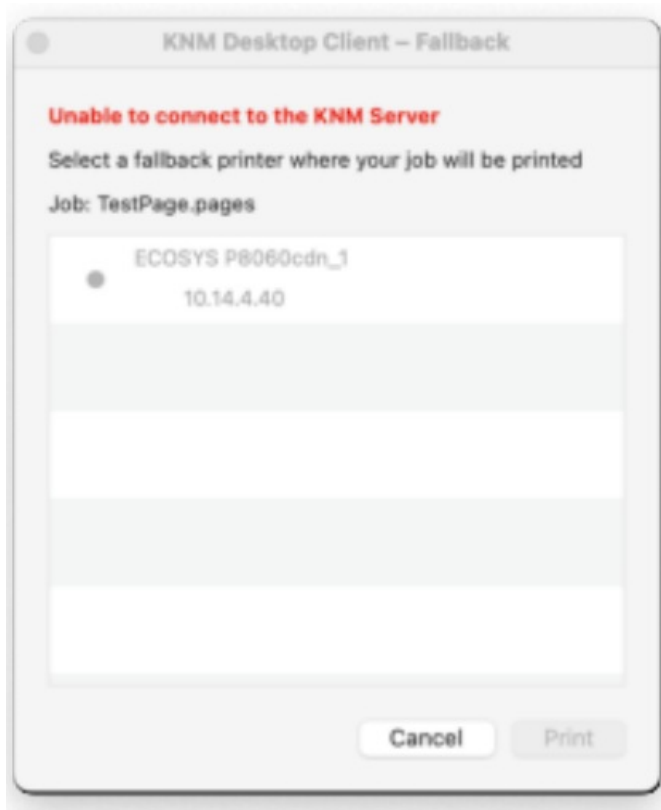 KNM Desktop Client – Fallback
Unable to connect to the KNM Server
Select a fallback printer where your job will be printed
Job: TestPage.pages
ECOSYS P8060cdn_1
10.14.4.40
Cancel Print